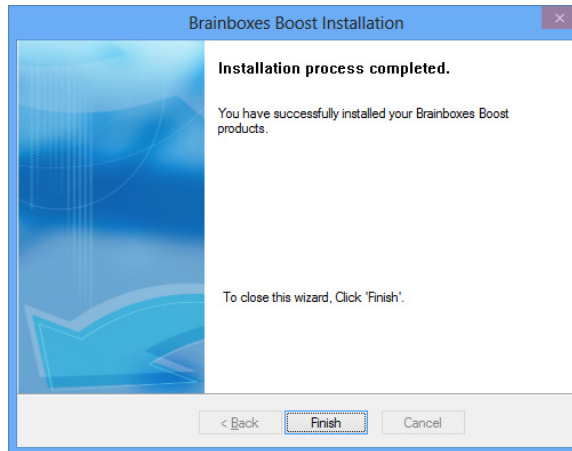 Brainboxes Boost Installation
Installation process completed.
You have successfully installed your Brainboxes Boost
products.
To close this wizard, Click 'Finish'.
< Back
Finish
Cancel